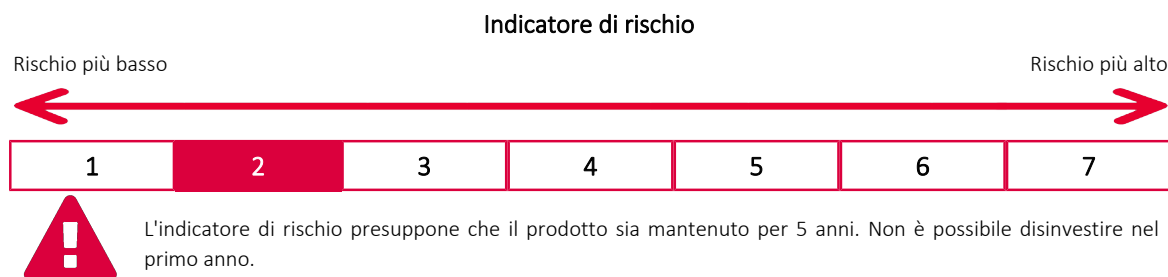 Indicatore di rischio
Rischio più basso
Rischio più alto
1 2 3 4 5 6 7
L'indicatore di rischio presuppone che il prodotto sia mantenuto per 5 anni. Non è possibile disinvestire nel
primo anno.